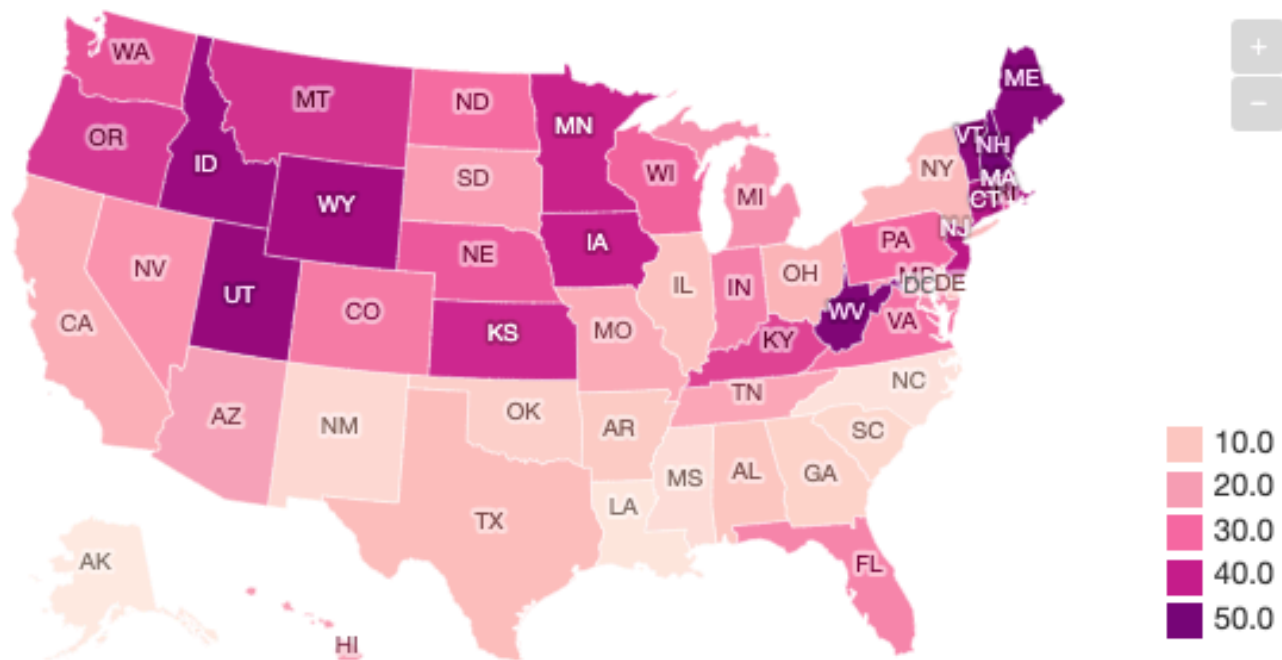 WA
MT
ND
MN
ME
OR
ID
WY
SD
WI
MI
NY
VT
NH
MA
CT
NV
UT
CO
NE
IA
IL
IN
OH
PA
NJ
DC
DE
CA
KS
MO
KY
WV
VA
AZ
NM
OK
AR
TN
NC
SC
TX
LA
MS
AL
GA
FL
AK
HI
+
−
10.0
20.0
30.0
40.0
50.0